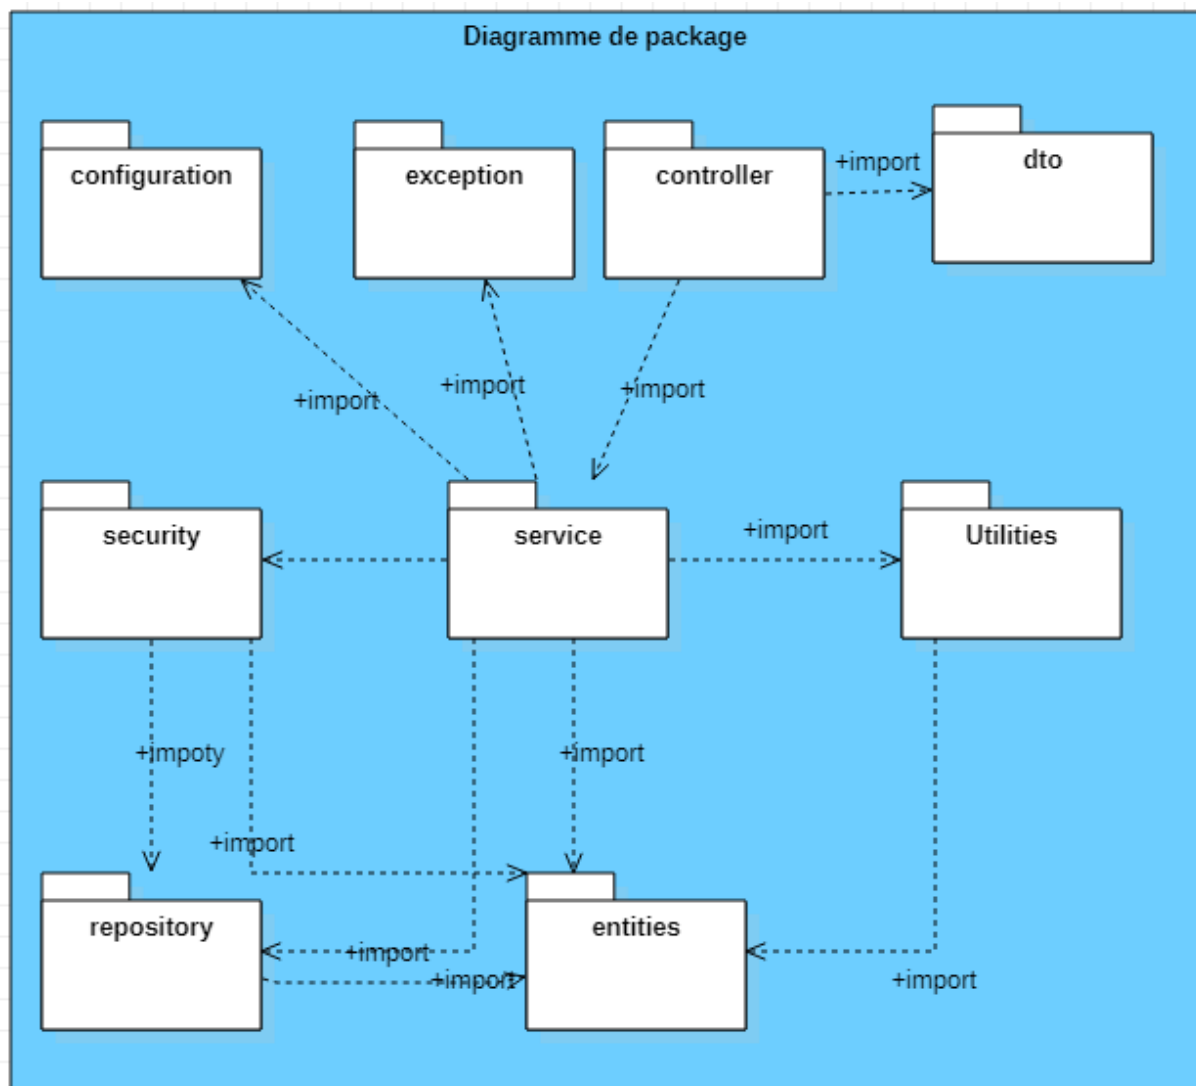 Diagramme de package
configuration
exception
controller
+import
dto
+import
+import
+import
security
service
+import
Utilities
+impoty
+import
+import
repository
entities
+import
+import
+import